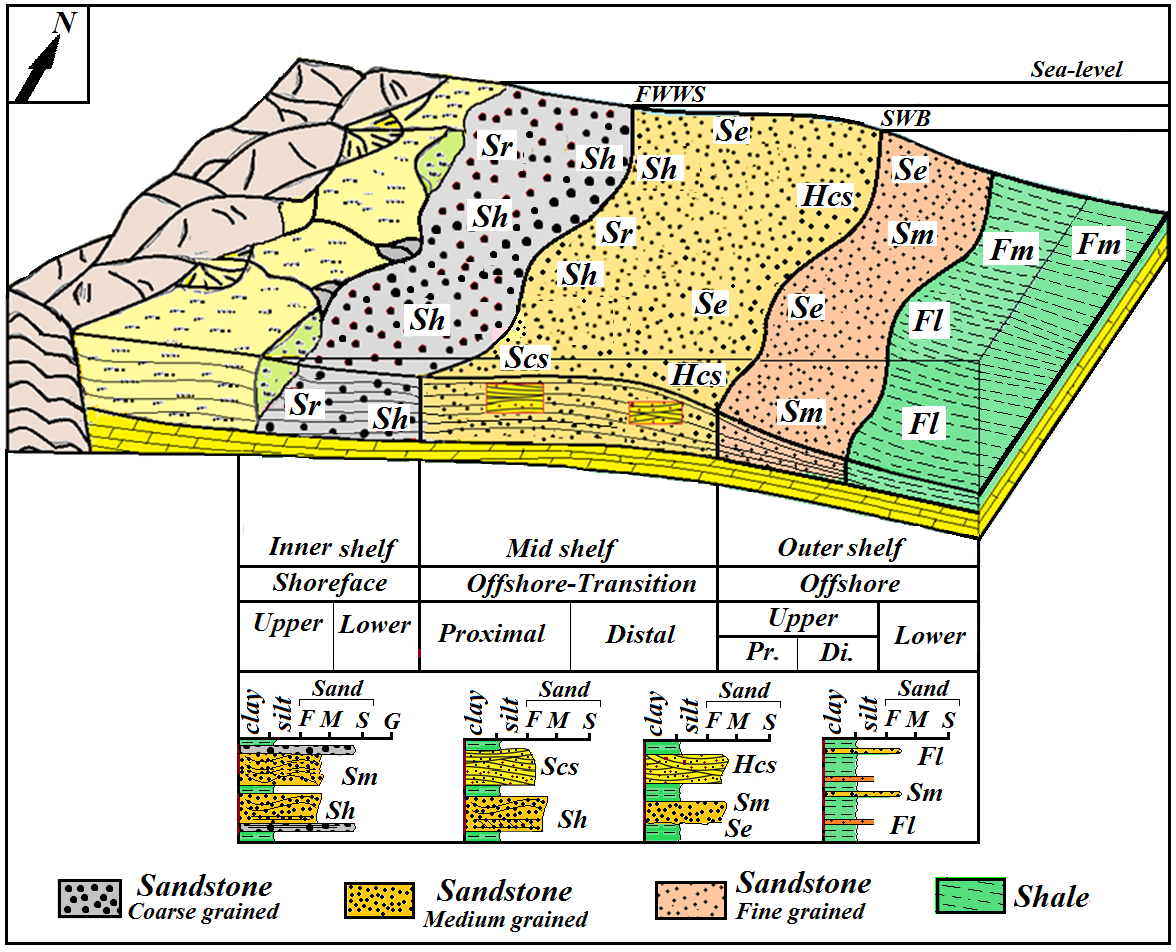 N
Sea-level
FWWS
SWB
Se
Sr
Sh
Sh
Se
Hcs
Sh
Sr
Sm
Fm
Fm
Sh
Se
Se
Sh
Fl
Scs
Hcs
Sr
Sh
Sm
Fl
Inner shelf
Mid shelf
Outer shelf
Shoreface
Offshore-Transition
Offshore
Upper
Lower
Proximal
Distal
Upper
Pr.
Di.
Lower
clay
silt
Sand
F M S G
Sm
Sh
clay
silt
Sand
F M S
Scs
Sh
clay
silt
Sand
F M S
Hcs
Sm
Se
clay
silt
Sand
F M S
Fl
Sm
Fl
Sandstone
Coarse grained
Sandstone
Medium grained
Sandstone
Fine grained
Shale